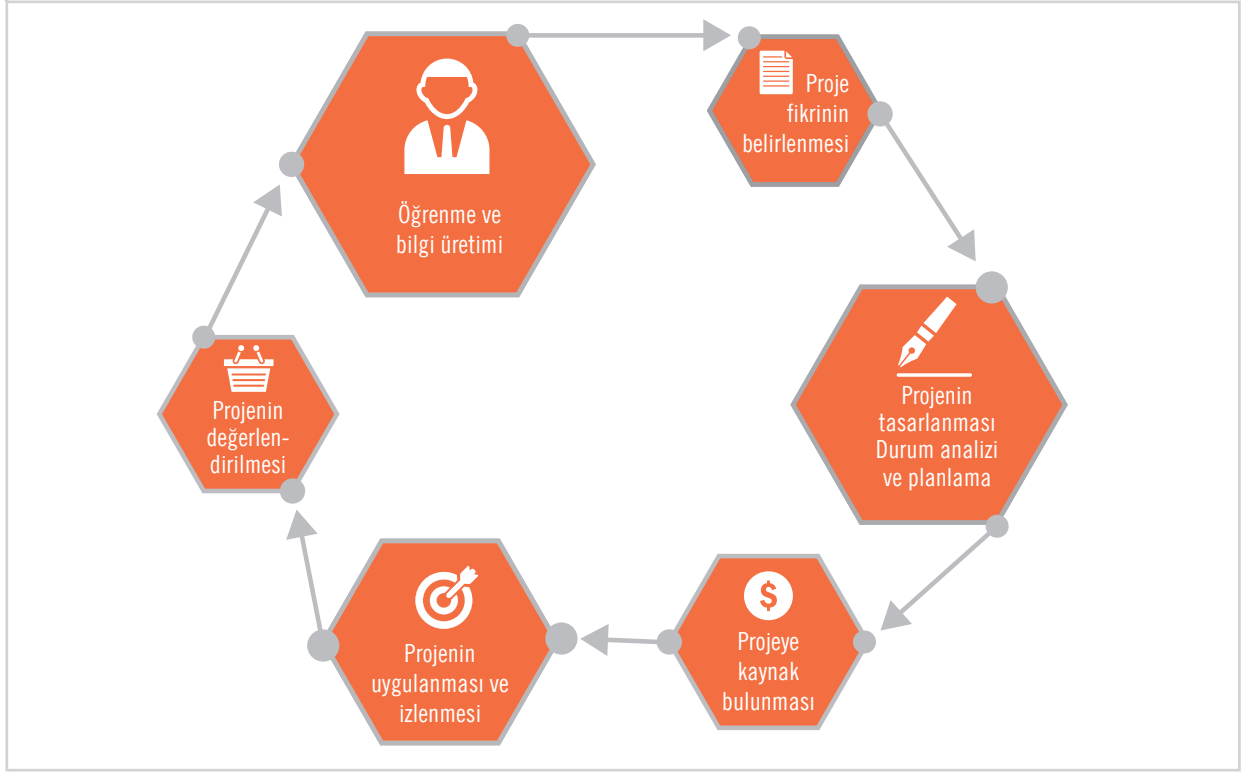 Öğrenme ve
bilgi üretimi
Proje
fikrinin
belirlenmesi
Projenin
tasarlanması
Durum analizi
ve planlama
$
Projeye
kaynak
bulunması
Projenin
uygulanması ve
izlenmesi
Projenin
değerlen-
dirilmesi